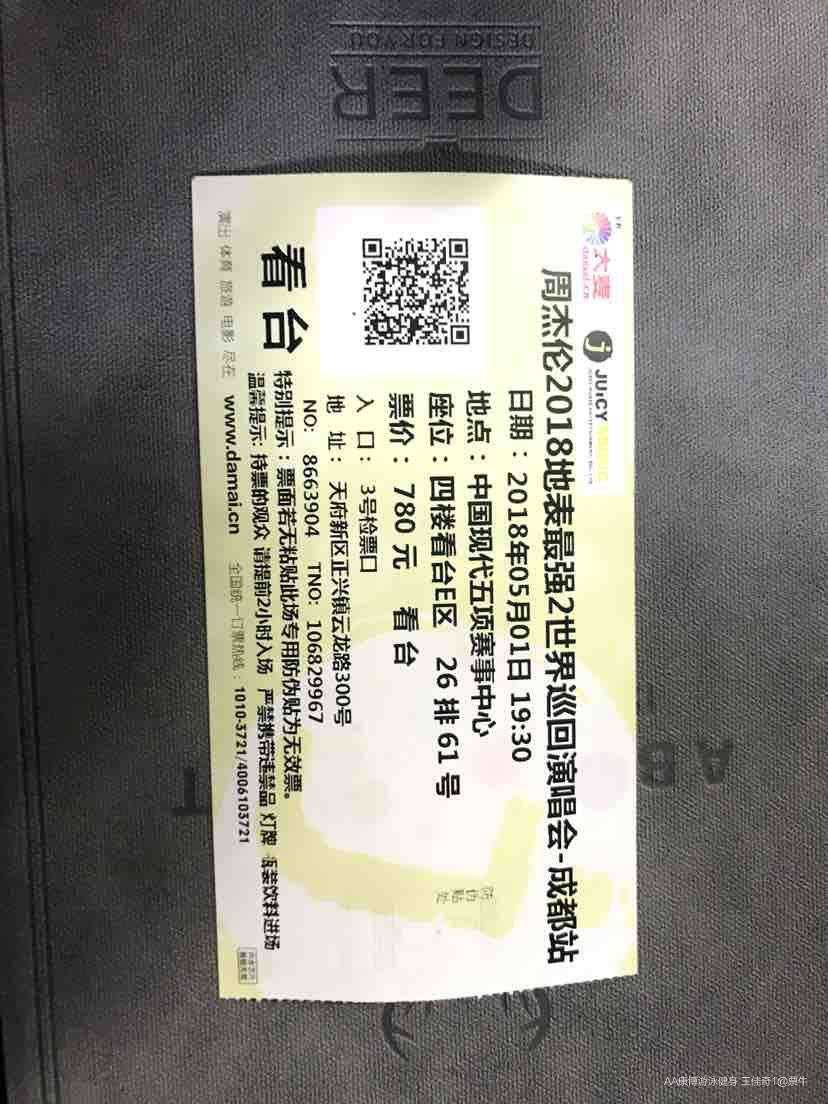 DEER
DESIGN FOR YOU
大麦
damai.cn
JUICY
周杰伦2018地表最强2世界巡回演唱会-成都站
日期：2018年05月01日 19:30
地点：中国现代五项赛事中心
座位：四楼看台E区 26 排 61 号
票价：780 元 看台
入 口：3号检票口
地 址：天府新区正兴镇云龙路300号
NO: 8663904 TNO: 106829967
看台
特别提示：票面若无粘贴此场专用防伪贴为无效票。
温馨提示: 持票的观众 请提前2小时入场 严禁携带违禁品 灯牌 瓶装饮料进场
演出 体育 旅游 电影 尽在 www.damai.cn 全国统一订票热线：1010-3721/4006103721
防伪贴处
AA康博游泳健身 王佳奇1@票牛